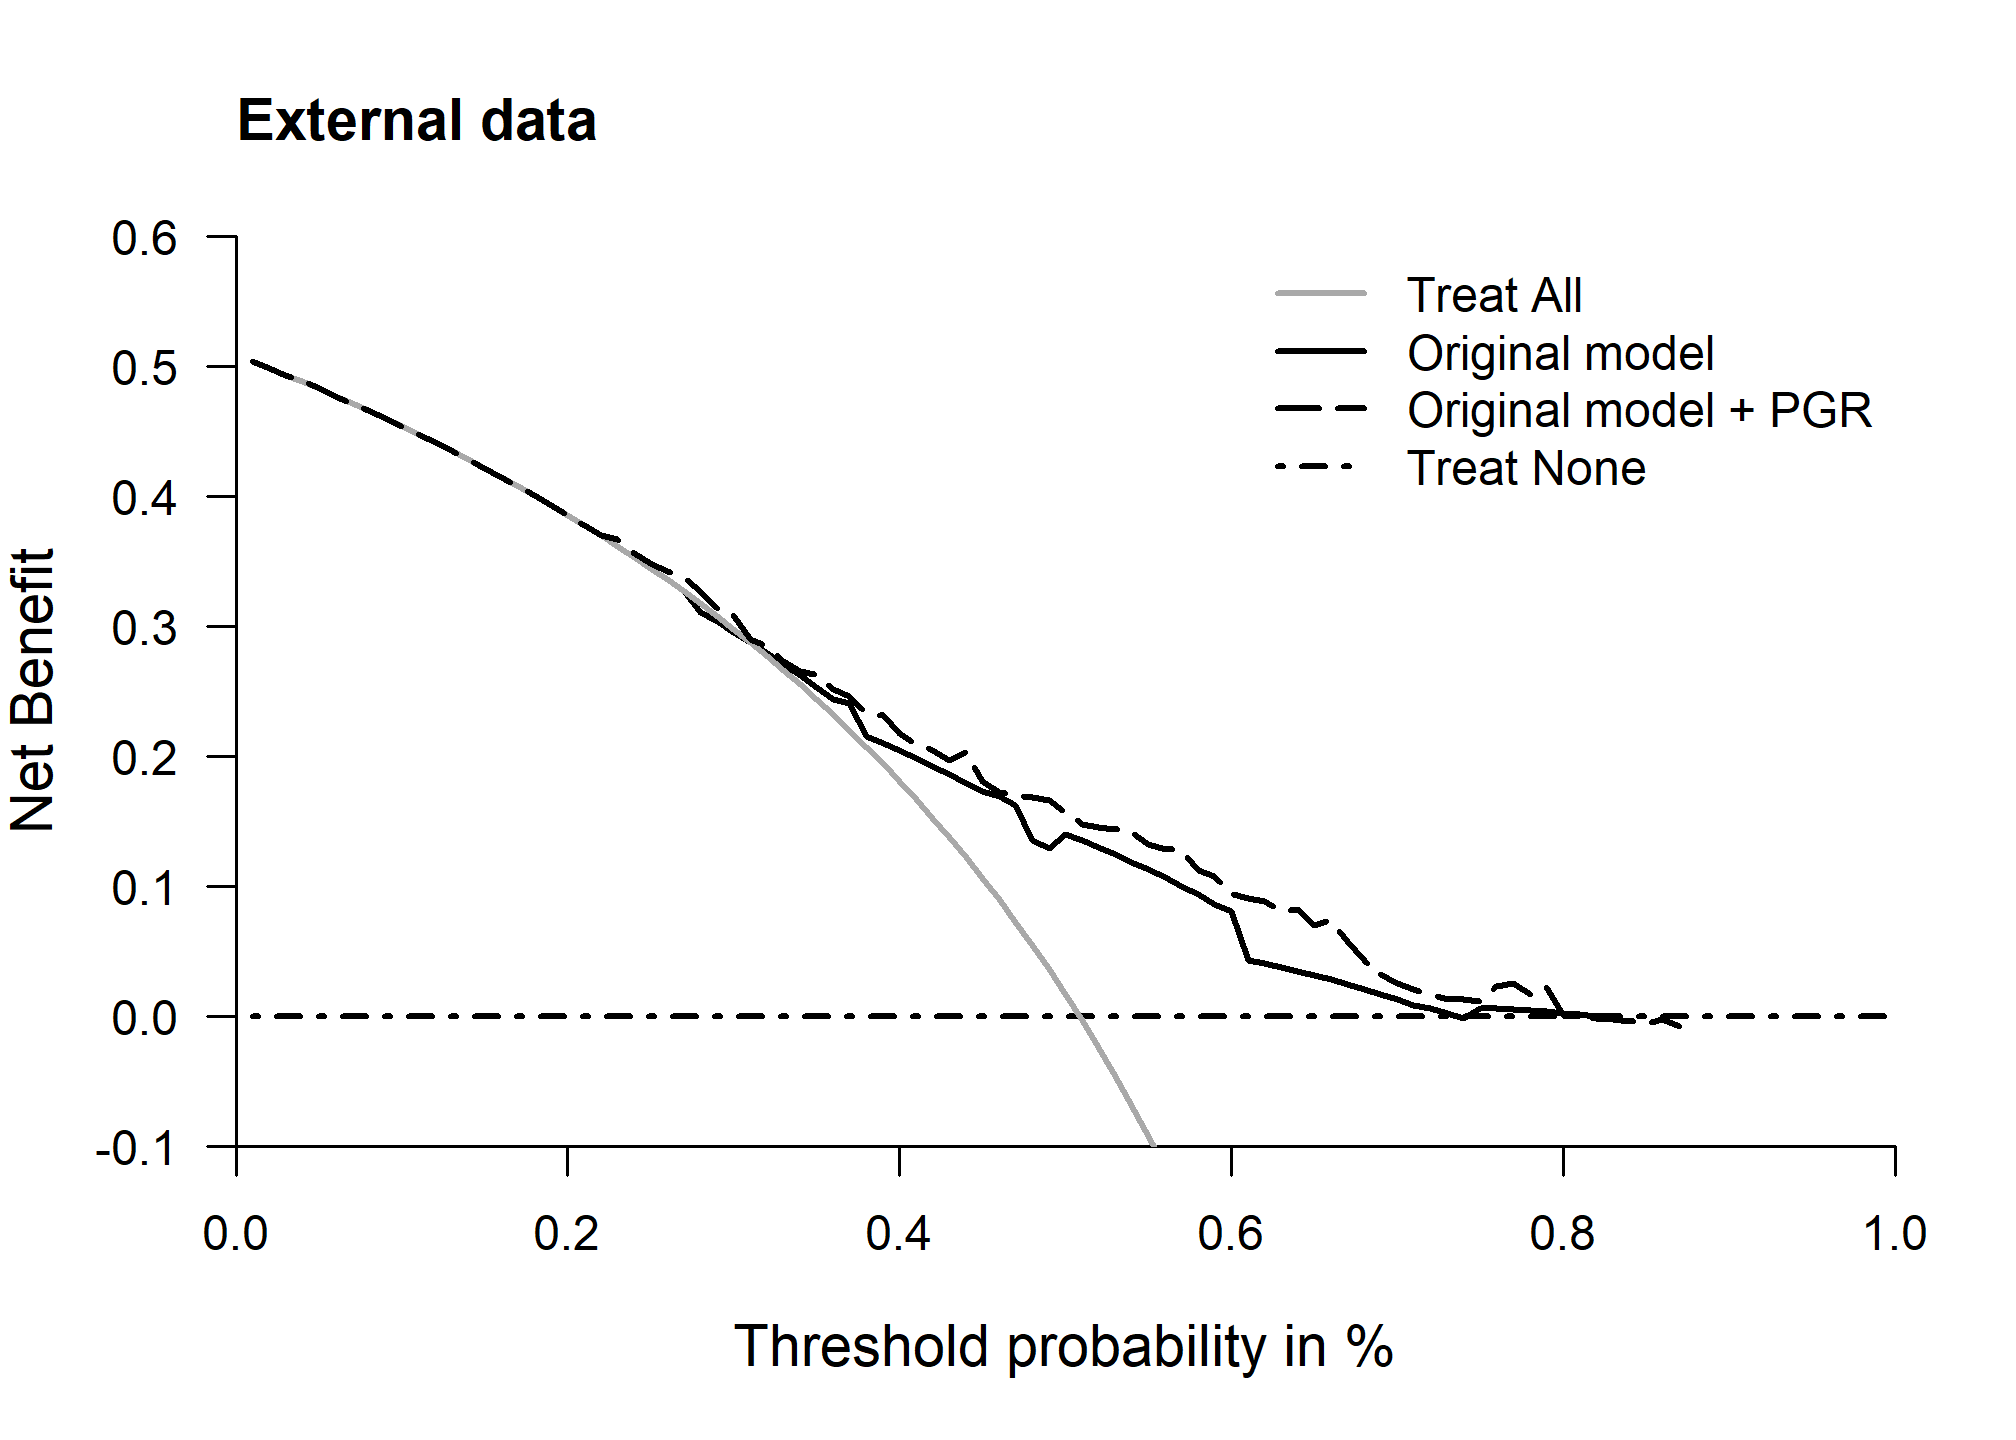 External data
0.6
0.5
0.4
0.3
0.2
0.1
0.0
-0.1
Net Benefit
Treat All
Original model
Original model + PGR
Treat None
0.0 0.2 0.4 0.6 0.8 1.0
Threshold probability in %